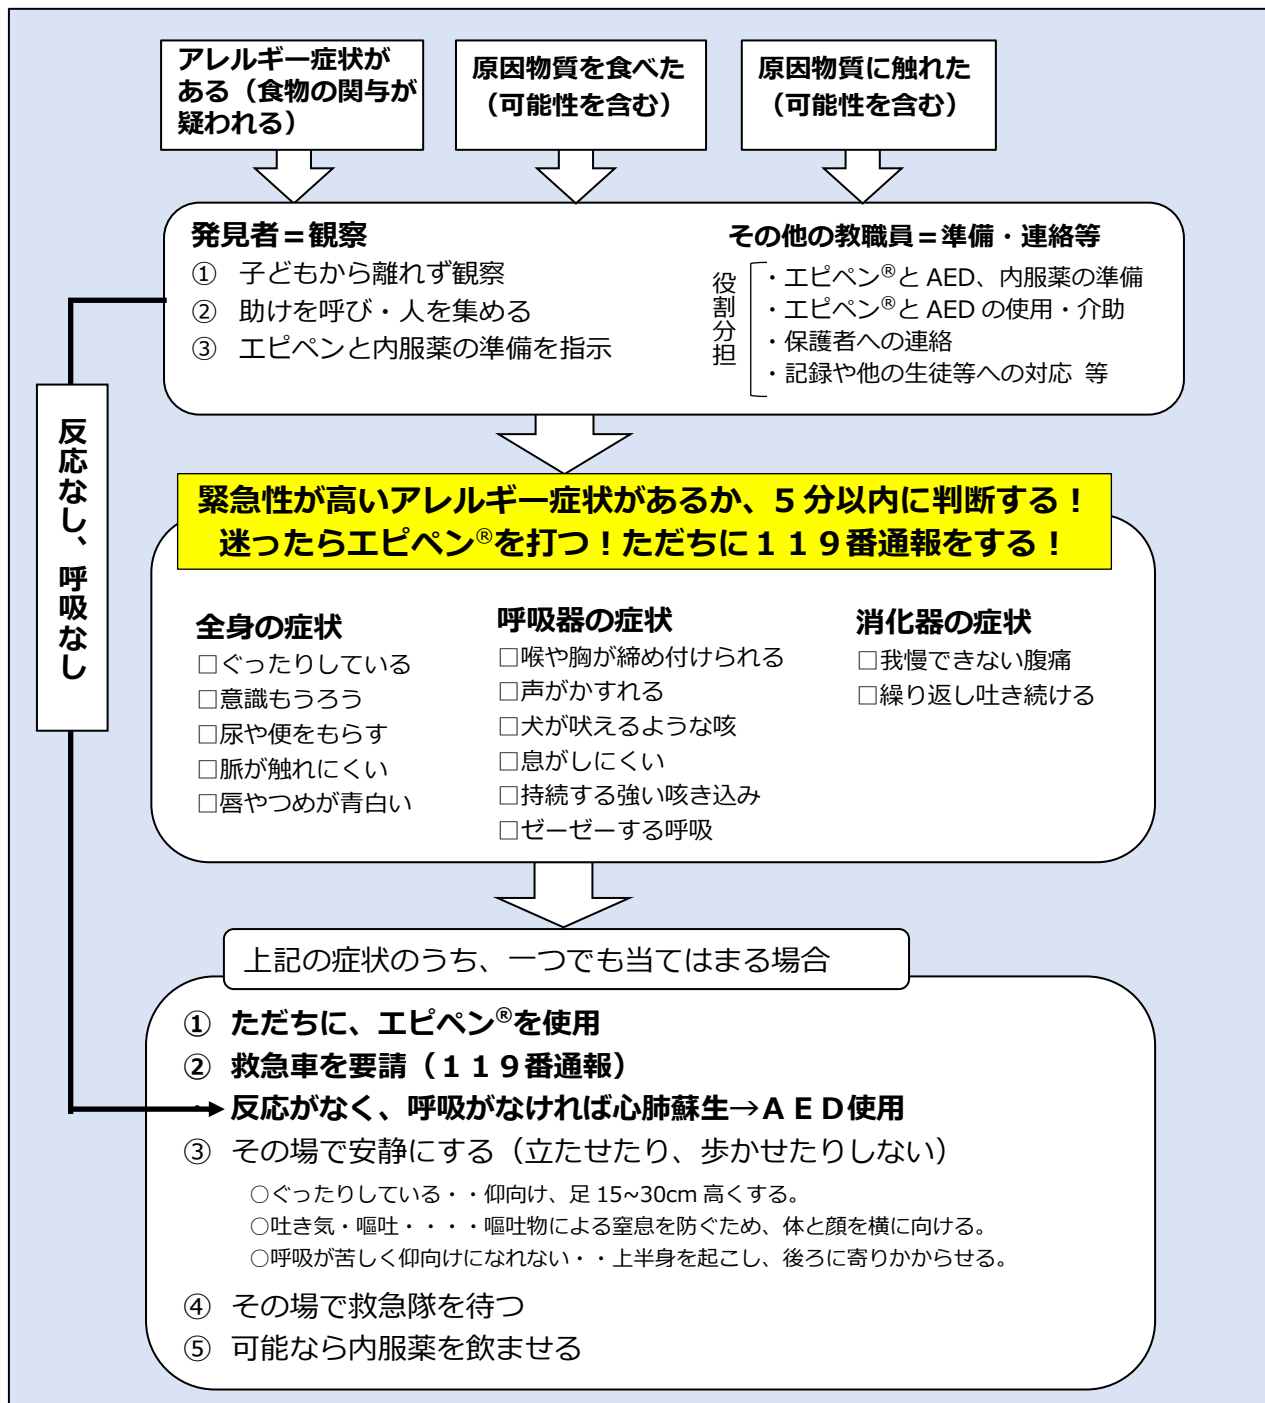 アレルギー症状が
ある（食物の関与が
疑われる）
原因物質を食べた
（可能性を含む）
原因物質に触れた
（可能性を含む）
発見者＝観察
① 子どもから離れず観察
② 助けを呼び・人を集める
③ エピペンと内服薬の準備を指示
その他の教職員＝準備・連絡等
役割分担
・エピペン®と AED、内服薬の準備
・エピペン®と AED の使用・介助
・保護者への連絡
・記録や他の生徒等への対応 等
反応なし、呼吸なし
緊急性が高いアレルギー症状があるか、５分以内に判断する！
迷ったらエピペン®を打つ！ただちに１１９番通報をする！
全身の症状
□ぐったりしている
□意識もうろう
□尿や便をもらす
□脈が触れにくい
□唇やつめが青白い
呼吸器の症状
□喉や胸が締め付けられる
□声がかすれる
□犬が吠えるような咳
□息がしにくい
□持続する強い咳き込み
□ゼーゼーする呼吸
消化器の症状
□我慢できない腹痛
□繰り返し吐き続ける
上記の症状のうち、一つでも当てはまる場合
① ただちに、エピペン®を使用
② 救急車を要請（１１９番通報）
反応がなく、呼吸がなければ心肺蘇生→ＡＥＤ使用
③ その場で安静にする（立たせたり、歩かせたりしない）
○ぐったりしている・・仰向け、足 15~30cm 高くする。
○吐き気・嘔吐・・・・嘔吐物による窒息を防ぐため、体と顔を横に向ける。
○呼吸が苦しく仰向けになれない・・上半身を起こし、後ろに寄りかからせる。
④ その場で救急隊を待つ
⑤ 可能なら内服薬を飲ませる